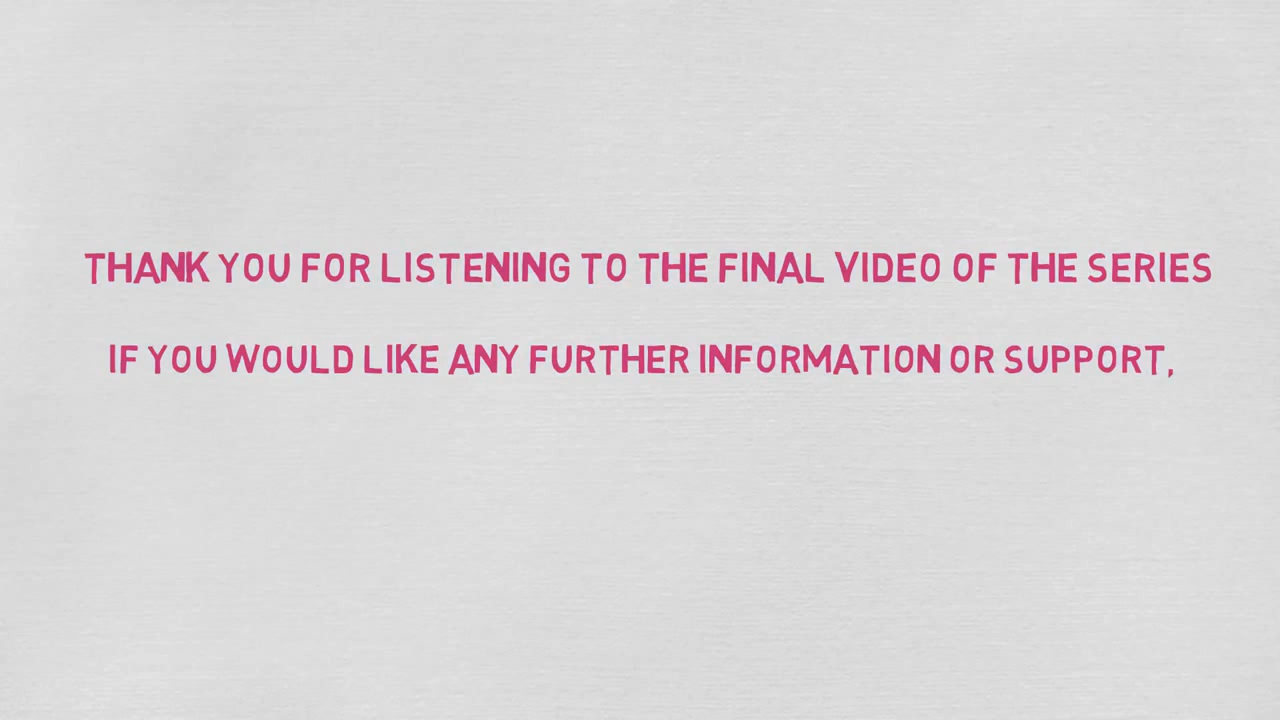 THANK YOU FOR LISTENING TO THE FINAL VIDEO OF THE SERIES
IF YOU WOULD LIKE ANY FURTHER INFORMATION OR SUPPORT,